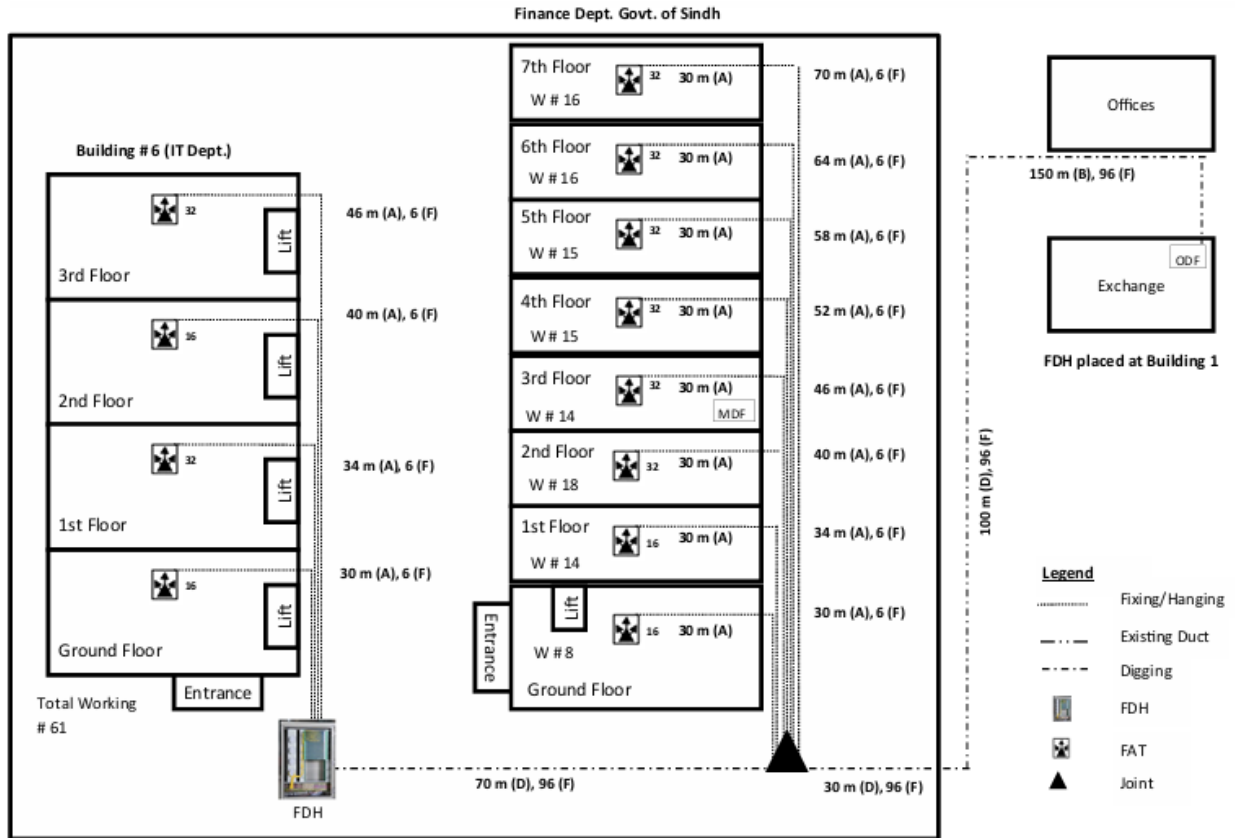 Finance Dept. Govt. of Sindh
Building # 6 (IT Dept.)
32
46 m (A), 6 (F)
Lift
3rd Floor
16
40 m (A), 6 (F)
Lift
2nd Floor
32
34 m (A), 6 (F)
Lift
1st Floor
16
30 m (A), 6 (F)
Lift
Ground Floor
Entrance
Total Working
# 61
FDH
70 m (D), 96 (F)
7th Floor
32 30 m (A)
W # 16
70 m (A), 6 (F)
6th Floor
32 30 m (A)
W # 16
64 m (A), 6 (F)
5th Floor
32 30 m (A)
W # 15
58 m (A), 6 (F)
4th Floor
32 30 m (A)
W # 15
52 m (A), 6 (F)
3rd Floor
32 30 m (A)
W # 14
MDF
46 m (A), 6 (F)
2nd Floor
32 30 m (A)
W # 18
40 m (A), 6 (F)
1st Floor
16 30 m (A)
W # 14
34 m (A), 6 (F)
Entrance
Lift
16 30 m (A)
W # 8
Ground Floor
30 m (A), 6 (F)
30 m (D), 96 (F)
100 m (D), 96 (F)
Offices
150 m (B), 96 (F)
ODF
Exchange
FDH placed at Building 1
Legend
Fixing/Hanging
Existing Duct
Digging
FDH
FAT
Joint